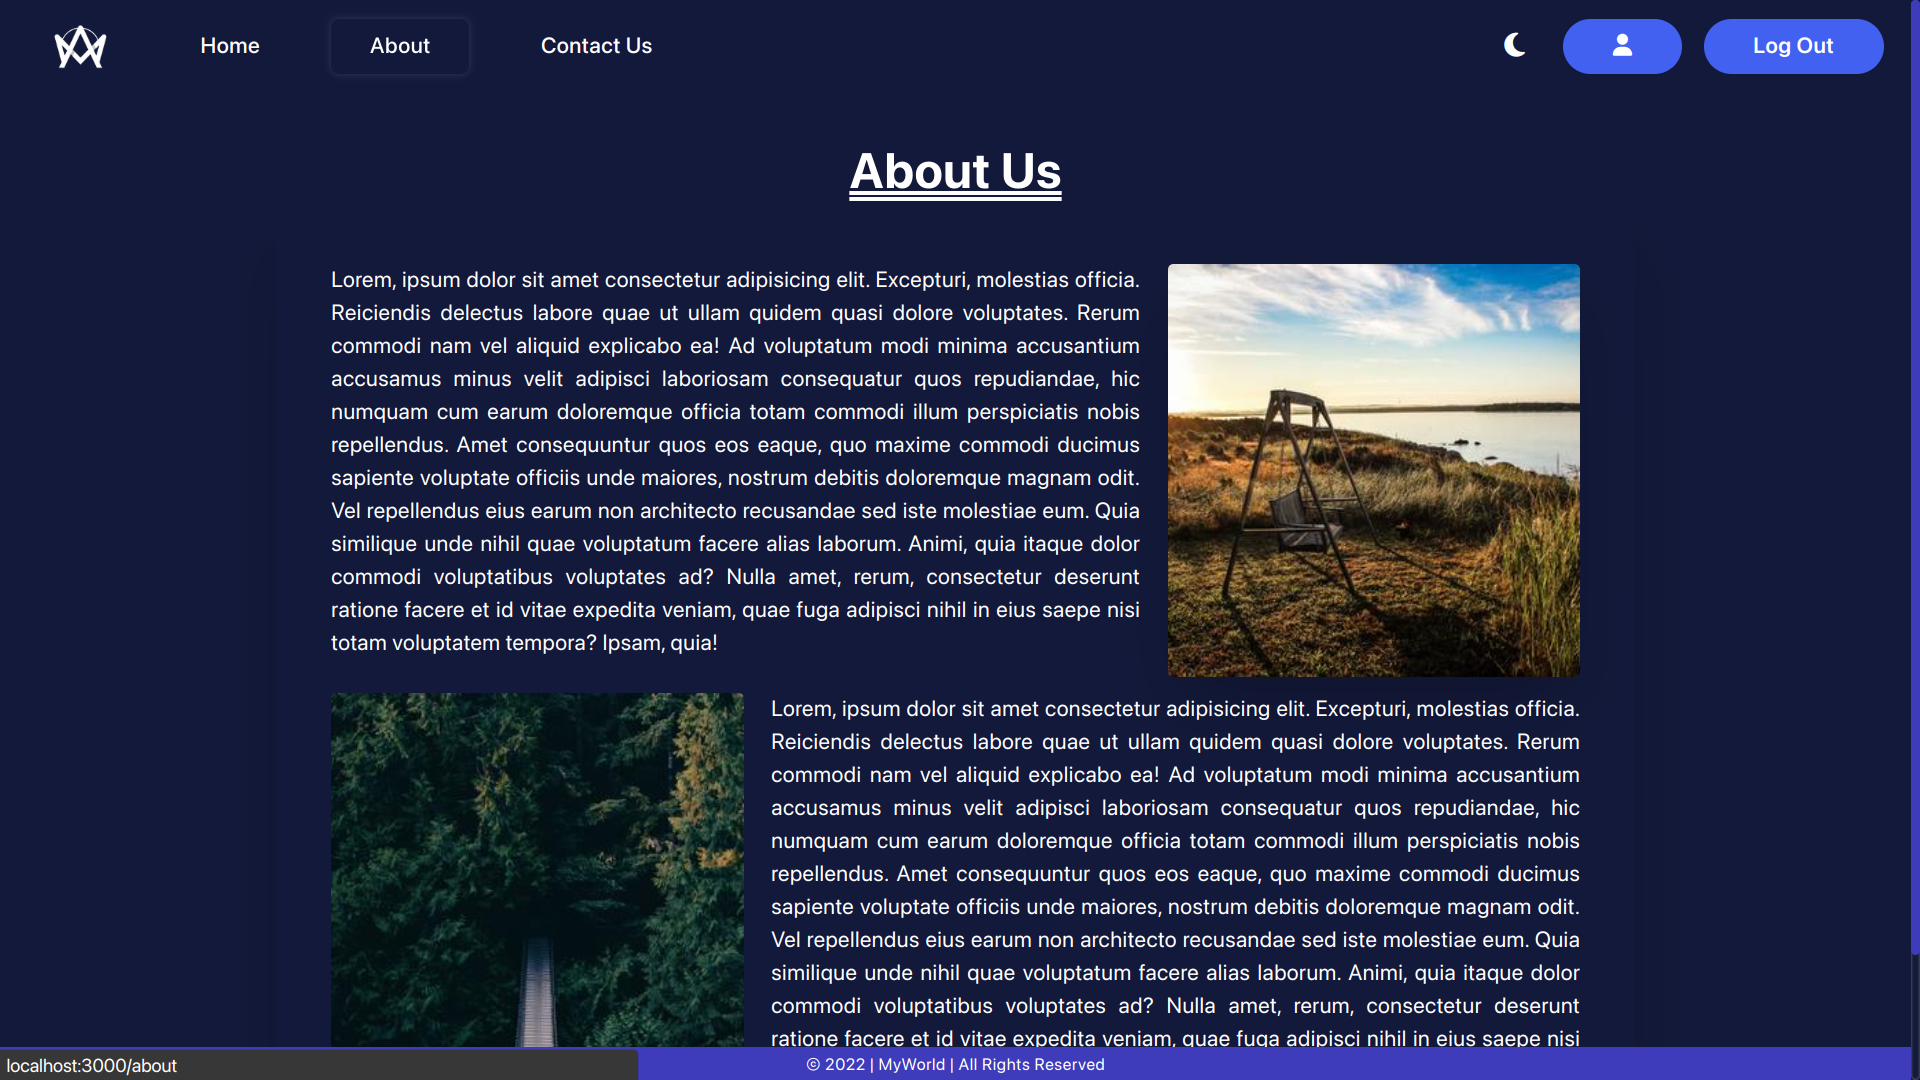 Home
About
Contact Us
Log Out
About Us
Lorem, ipsum dolor sit amet consectetur adipisicing elit. Excepturi, molestias officia.
Reiciendis delectus labore quae ut ullam quidem quasi dolore voluptates. Rerum
commodi nam vel aliquid explicabo ea! Ad voluptatum modi minima accusantium
accusamus minus velit adipisci laboriosam consequatur quos repudiandae, hic
numquam cum earum doloremque officia totam commodi illum perspiciatis nobis
repellendus. Amet consequuntur quos eos eaque, quo maxime commodi ducimus
sapiente voluptate officiis unde maiores, nostrum debitis doloremque magnam odit.
Vel repellendus eius earum non architecto recusandae sed iste molestiae eum. Quia
similique unde nihil quae voluptatum facere alias laborum. Animi, quia itaque dolor
commodi voluptatibus voluptates ad? Nulla amet, rerum, consectetur deserunt
ratione facere et id vitae expedita veniam, quae fuga adipisci nihil in eius saepe nisi
totam voluptatem tempora? Ipsam, quia!
Lorem, ipsum dolor sit amet consectetur adipisicing elit. Excepturi, molestias officia.
Reiciendis delectus labore quae ut ullam quidem quasi dolore voluptates. Rerum
commodi nam vel aliquid explicabo ea! Ad voluptatum modi minima accusantium
accusamus minus velit adipisci laboriosam consequatur quos repudiandae, hic
numquam cum earum doloremque officia totam commodi illum perspiciatis nobis
repellendus. Amet consequuntur quos eos eaque, quo maxime commodi ducimus
sapiente voluptate officiis unde maiores, nostrum debitis doloremque magnam odit.
Vel repellendus eius earum non architecto recusandae sed iste molestiae eum. Quia
similique unde nihil quae voluptatum facere alias laborum. Animi, quia itaque dolor
commodi voluptatibus voluptates ad? Nulla amet, rerum, consectetur deserunt
ratione facere et id vitae expedita veniam, quae fuga adipisci nihil in eius saepe nisi
localhost:3000/about
© 2022 | MyWorld | All Rights Reserved